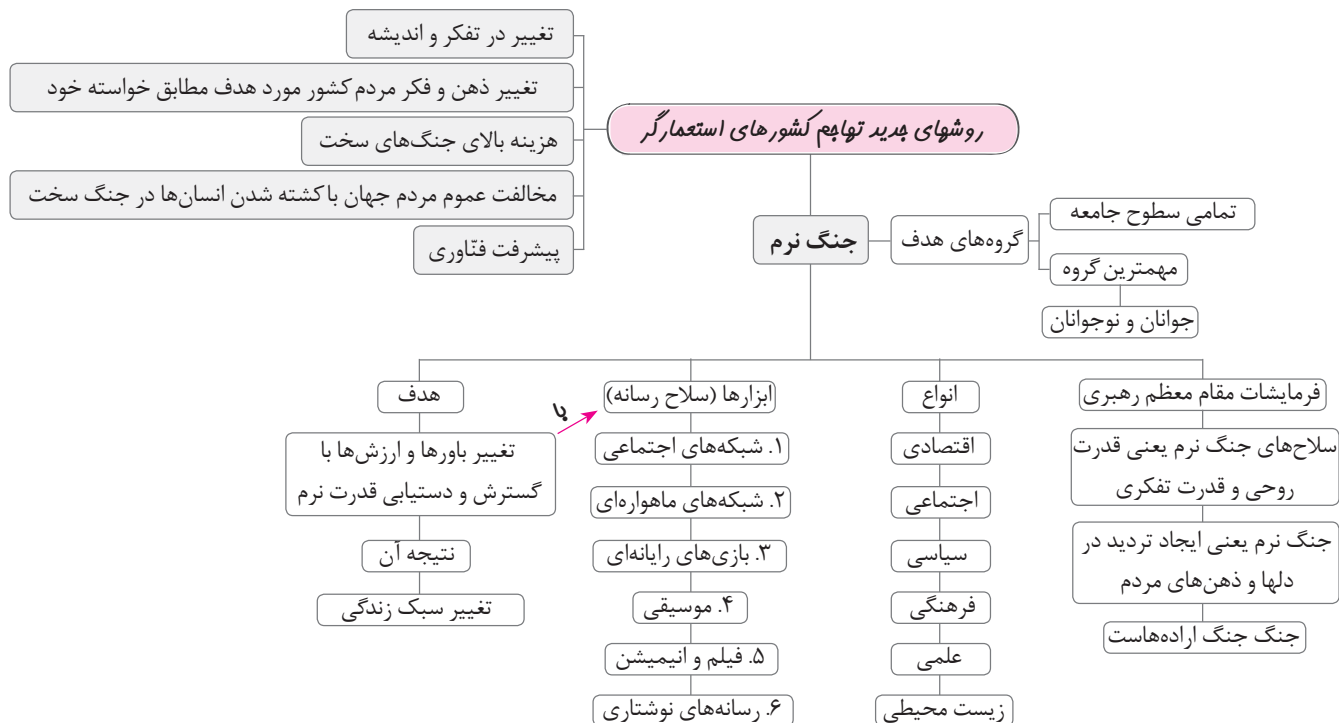 روشهای جدید تهاجم کشورهای استعمارگر
تغییر در تفکر و اندیشه
تغییر ذهن و فکر مردم کشور مورد هدف مطابق خواسته خود
هزینه بالای جنگ‌های سخت
مخالفت عموم مردم جهان با کشته شدن انسان‌ها در جنگ سخت
پیشرفت فنّاوری
جنگ نرم
گروه‌های هدف
تمامی سطوح جامعه
مهمترین گروه
جوانان و نوجوانان
فرمایشات مقام معظم رهبری
سلاح‌های جنگ نرم یعنی قدرت
روحی و قدرت تفکری
جنگ نرم یعنی ایجاد تردید در
دلها و ذهن‌های مردم
جنگ جنگ اراده‌هاست
انواع
اقتصادی
اجتماعی
سیاسی
فرهنگی
علمی
زیست محیطی
ابزارها (سلاح رسانه)
۱. شبکه‌های اجتماعی
۲. شبکه‌های ماهواره‌ای
۳. بازی‌های رایانه‌ای
۴. موسیقی
۵. فیلم و انیمیشن
۶. رسانه‌های نوشتاری
با
هدف
تغییر باورها و ارزش‌ها با
گسترش و دستیابی قدرت نرم
نتیجه آن
تغییر سبک زندگی